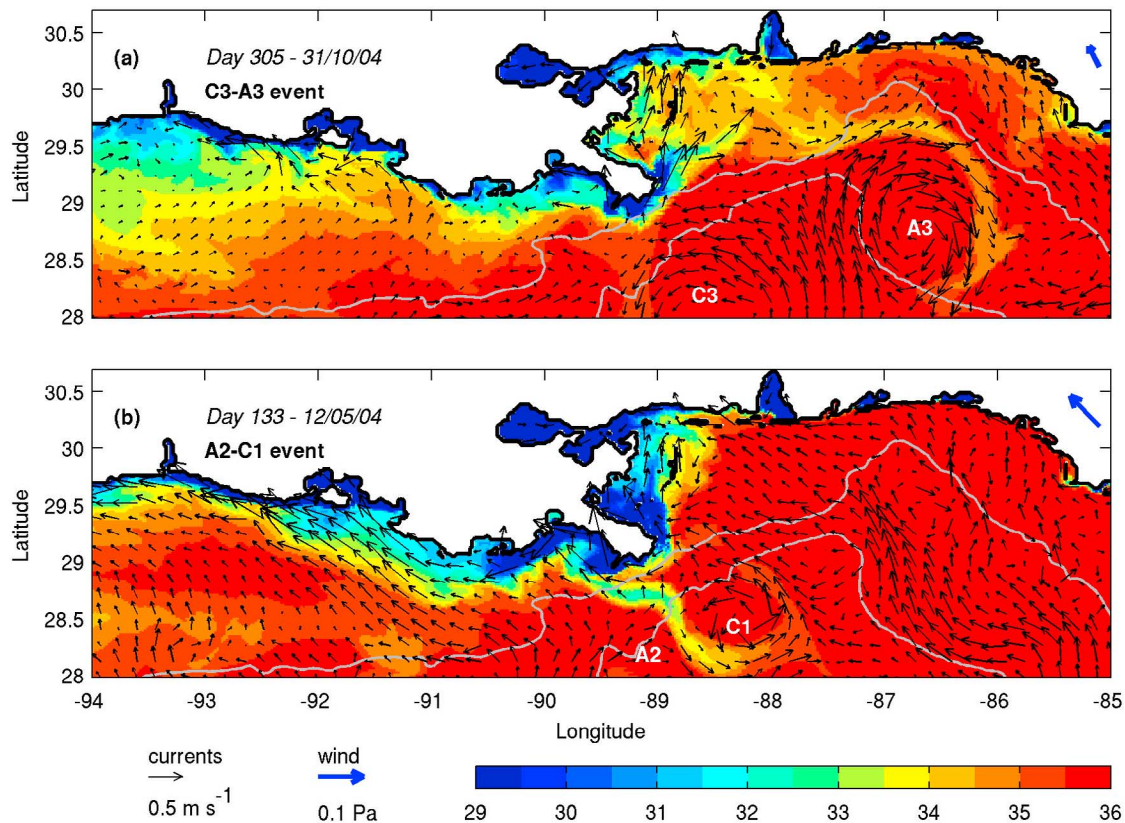 30.5
30
29.5
29
28.5
28
Latitude
(a) Day 305 - 31/10/04
C3-A3 event
A3
C3
30.5
30
29.5
29
28.5
28
Latitude
(b) Day 133 - 12/05/04
A2-C1 event
C1
A2
-94 -93 -92 -91 -90 -89 -88 -87 -86 -85
Longitude
currents wind
0.5 m s⁻¹ 0.1 Pa
29 30 31 32 33 34 35 36